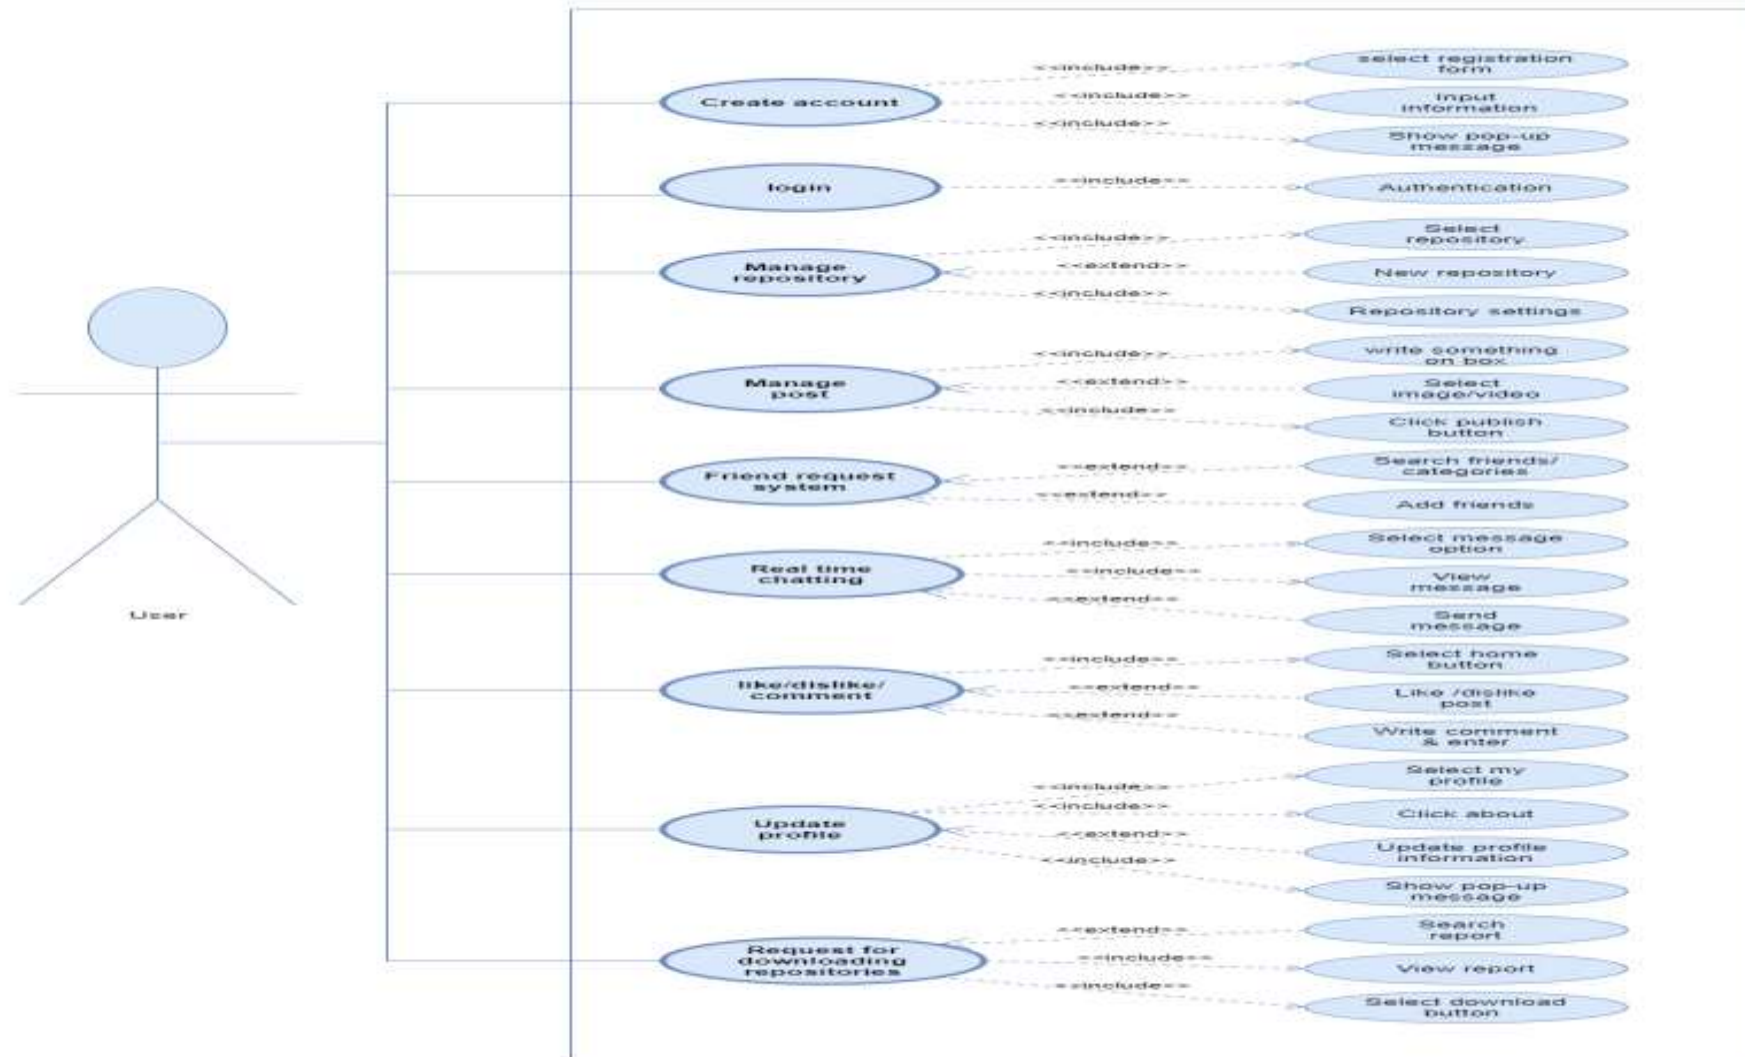 <<include>>
select registration
form
Create account
<<include>>
Input
information
<<include>>
Show pop-up
message
login
<<include>>
Authentication
<<include>>
Select
repository
Manage
repository
<<extend>>
New repository
<<include>>
Repository settings
<<include>>
write something
on box
Manage
post
<<extend>>
Select
image/video
<<include>>
Click publish
button
Friend request
system
<<extend>>
Search friends/
categories
<<extend>>
Add friends
<<include>>
Select message
option
Real time
chatting
<<include>>
View
message
<<extend>>
Send
message
User
<<include>>
Select home
button
like/dislike/
comment
<<extend>>
Like /dislike
post
<<extend>>
Write comment
& enter
<<include>>
Select my
profile
<<include>>
Click about
Update
profile
<<extend>>
Update profile
information
<<include>>
Show pop-up
message
<<extend>>
Search
report
Request for
downloading
repositories
<<include>>
View report
<<include>>
Select download
button